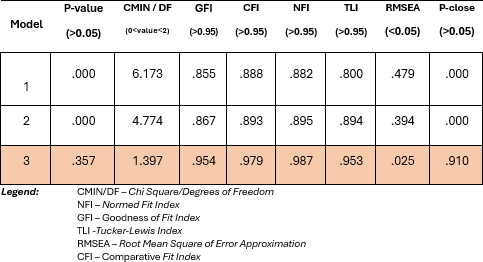 Model P-value CMIN / DF GFI CFI NFI TLI RMSEA P-close
(>0.05) (0<value<2) (>0.95) (>0.95) (>0.95) (>0.95) (<0.05) (>0.05)
1 .000 6.173 .855 .888 .882 .800 .479 .000
2 .000 4.774 .867 .893 .895 .894 .394 .000
3 .357 1.397 .954 .979 .987 .953 .025 .910
Legend: CMIN/DF – Chi Square/Degrees of Freedom
NFI – Normed Fit Index
GFI – Goodness of Fit Index
TLI -Tucker-Lewis Index
RMSEA – Root Mean Square of Error Approximation
CFI – Comparative Fit Index